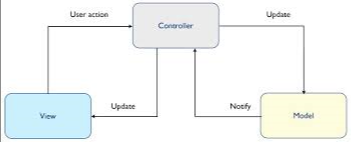 User action
Controller
Update
Update
Notify
View
Model